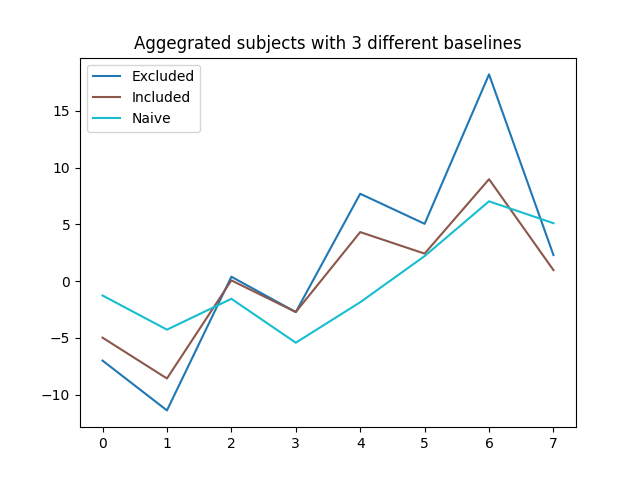 Aggegrated subjects with 3 different baselines
Excluded
Included
Naive
15
10
5
0
−5
−10
0 1 2 3 4 5 6 7